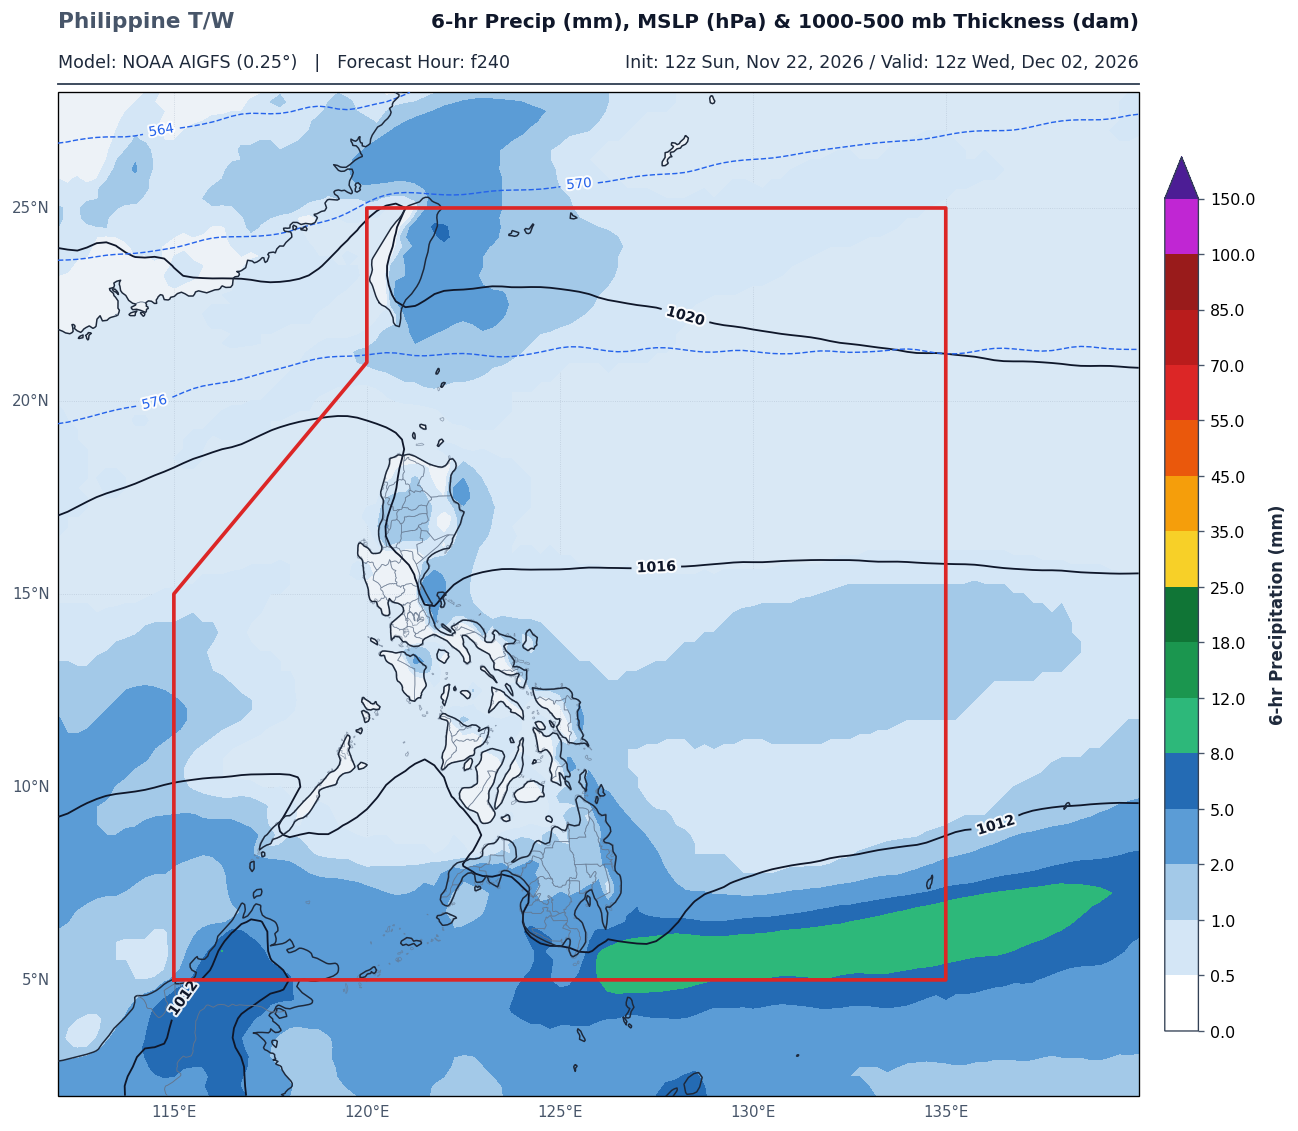 Philippine T/W
6-hr Precip (mm), MSLP (hPa) & 1000-500 mb Thickness (dam)
Model: NOAA AIGFS (0.25°) | Forecast Hour: f240
Init: 12z Sun, Nov 22, 2026 / Valid: 12z Wed, Dec 02, 2026
564
570
576
1020
1016
1012
1012
25°N
20°N
15°N
10°N
5°N
115°E
120°E
125°E
130°E
135°E
150.0
100.0
85.0
70.0
55.0
45.0
35.0
25.0
18.0
12.0
8.0
5.0
2.0
1.0
0.5
0.0
6-hr Precipitation (mm)